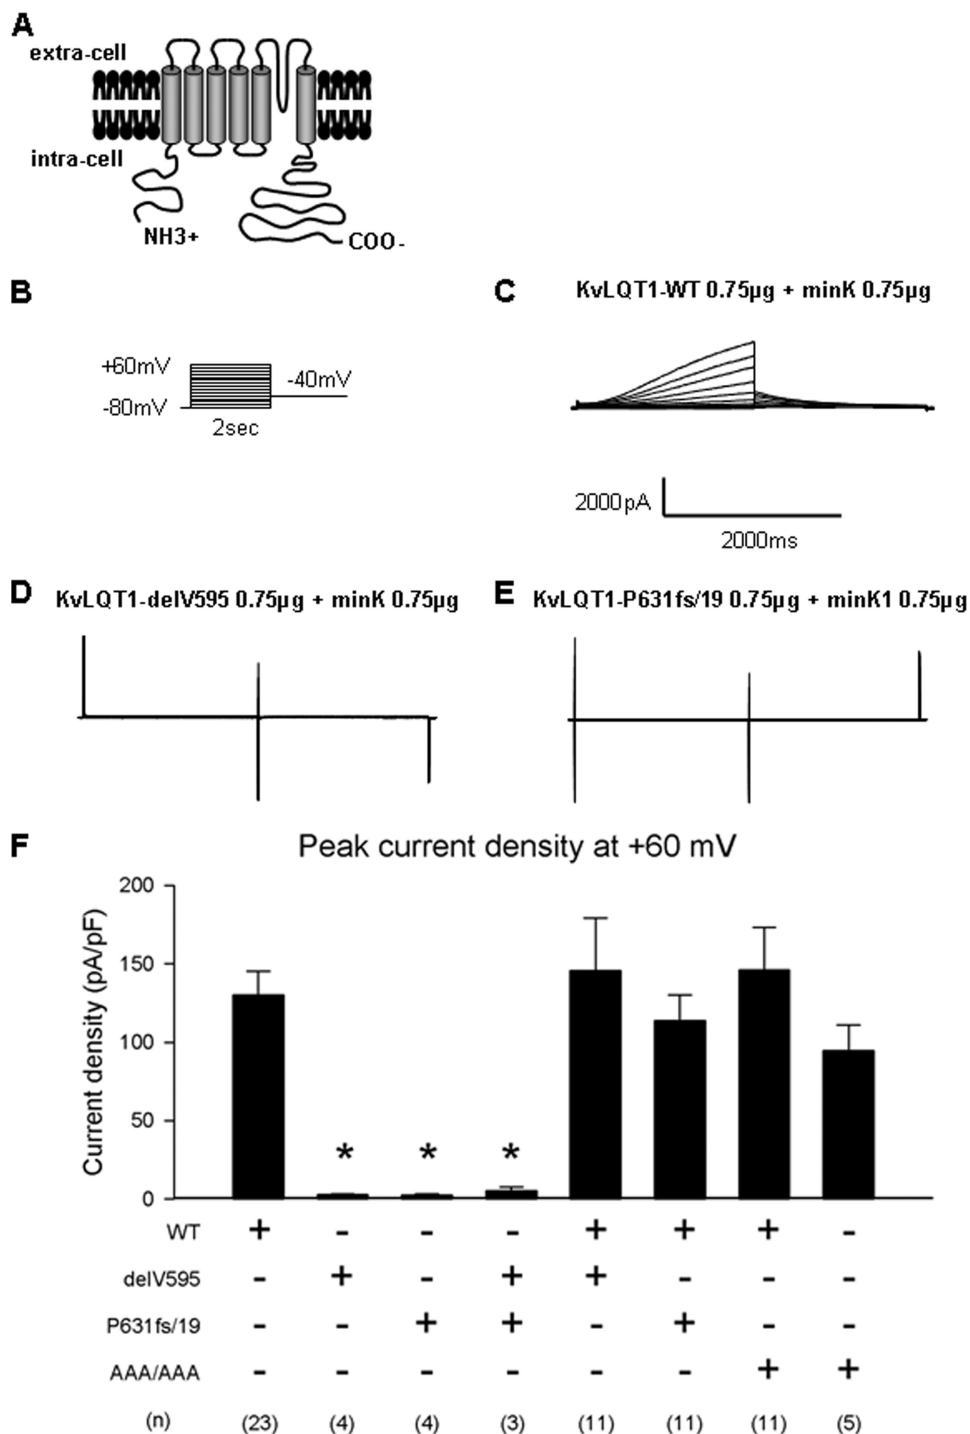 A
extra-cell
intra-cell
NH3+
COO-
B
+60mV
-40mV
-80mV
2sec
C
KvLQT1-WT 0.75µg + minK 0.75µg
2000pA
2000ms
D
KvLQT1-delV595 0.75µg + minK 0.75µg
E
KvLQT1-P631fs/19 0.75µg + minK1 0.75µg
F
Peak current density at +60 mV
Current density (pA/pF)
200
150
100
50
0
* * *
WT + - - - + + + -
delV595 - + - + + - - -
P631fs/19 - - + + - + - -
AAA/AAA - - - - - - + +
(n) (23) (4) (4) (3) (11) (11) (11) (5)